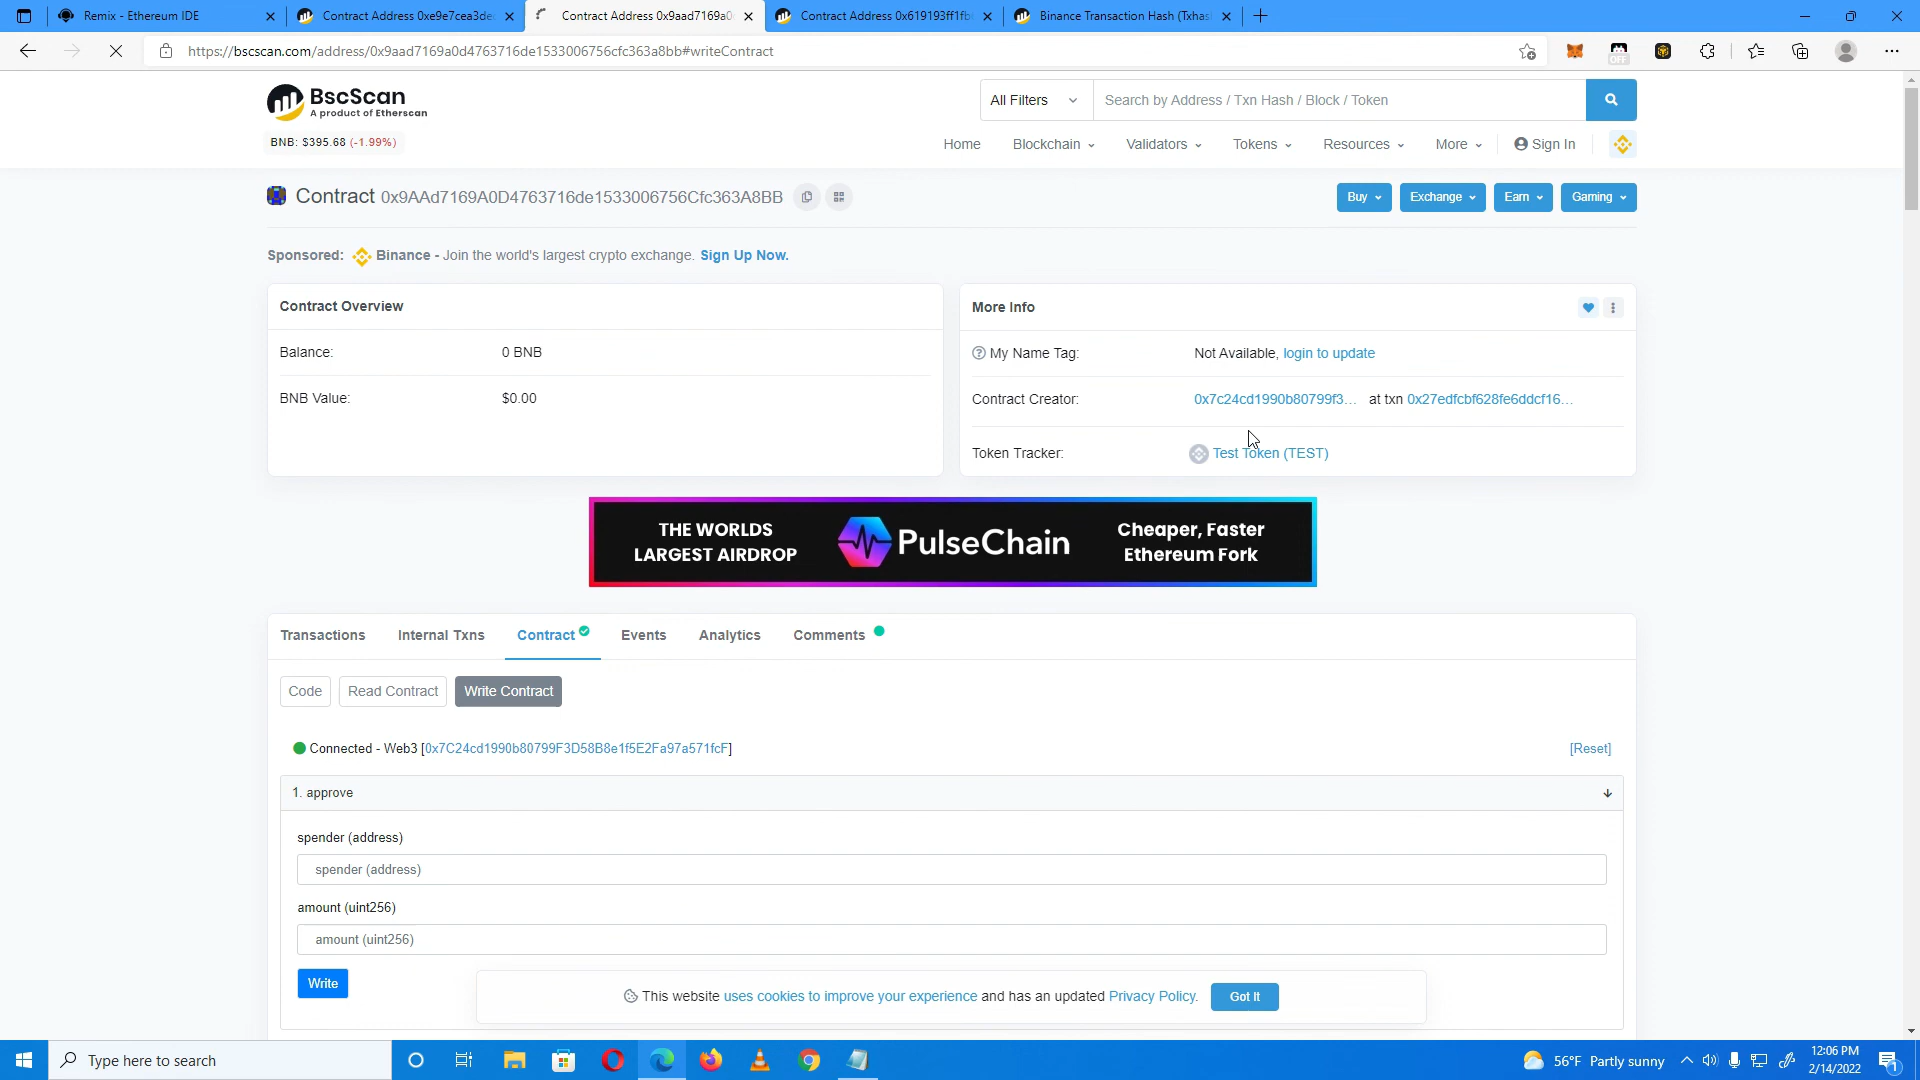 Remix - Ethereum IDE
Contract Address 0xe9e7cea3dec
Contract Address 0x9aad7169a0
Contract Address 0x619193ff1fb
Binance Transaction Hash (Txhas
https://bscscan.com/address/0x9aad7169a0d4763716de1533006756cfc363a8bb#writeContract
OFF
BscScan
A product of Etherscan
All Filters
Search by Address / Txn Hash / Block / Token
BNB: $395.68 (-1.99%)
Home
Blockchain
Validators
Tokens
Resources
More
Sign In
Contract 0x9AAd7169A0D4763716de1533006756Cfc363A8BB
Buy
Exchange
Earn
Gaming
Sponsored: Binance - Join the world's largest crypto exchange. Sign Up Now.
Contract Overview
Balance: 0 BNB
BNB Value: $0.00
More Info
My Name Tag: Not Available, login to update
Contract Creator: 0x7c24cd1990b80799f3... at txn 0x27edfcbf628fe6ddcf16...
Token Tracker: Test Token (TEST)
THE WORLDS
LARGEST AIRDROP
PulseChain
Cheaper, Faster
Ethereum Fork
Transactions
Internal Txns
Contract
Events
Analytics
Comments
Code
Read Contract
Write Contract
Connected - Web3 [0x7C24cd1990b80799F3D58B8e1f5E2Fa97a571fcF]
[Reset]
1. approve
spender (address)
spender (address)
amount (uint256)
amount (uint256)
Write
This website uses cookies to improve your experience and has an updated Privacy Policy.
Got It
Type here to search
56°F Partly sunny
12:06 PM
2/14/2022
1